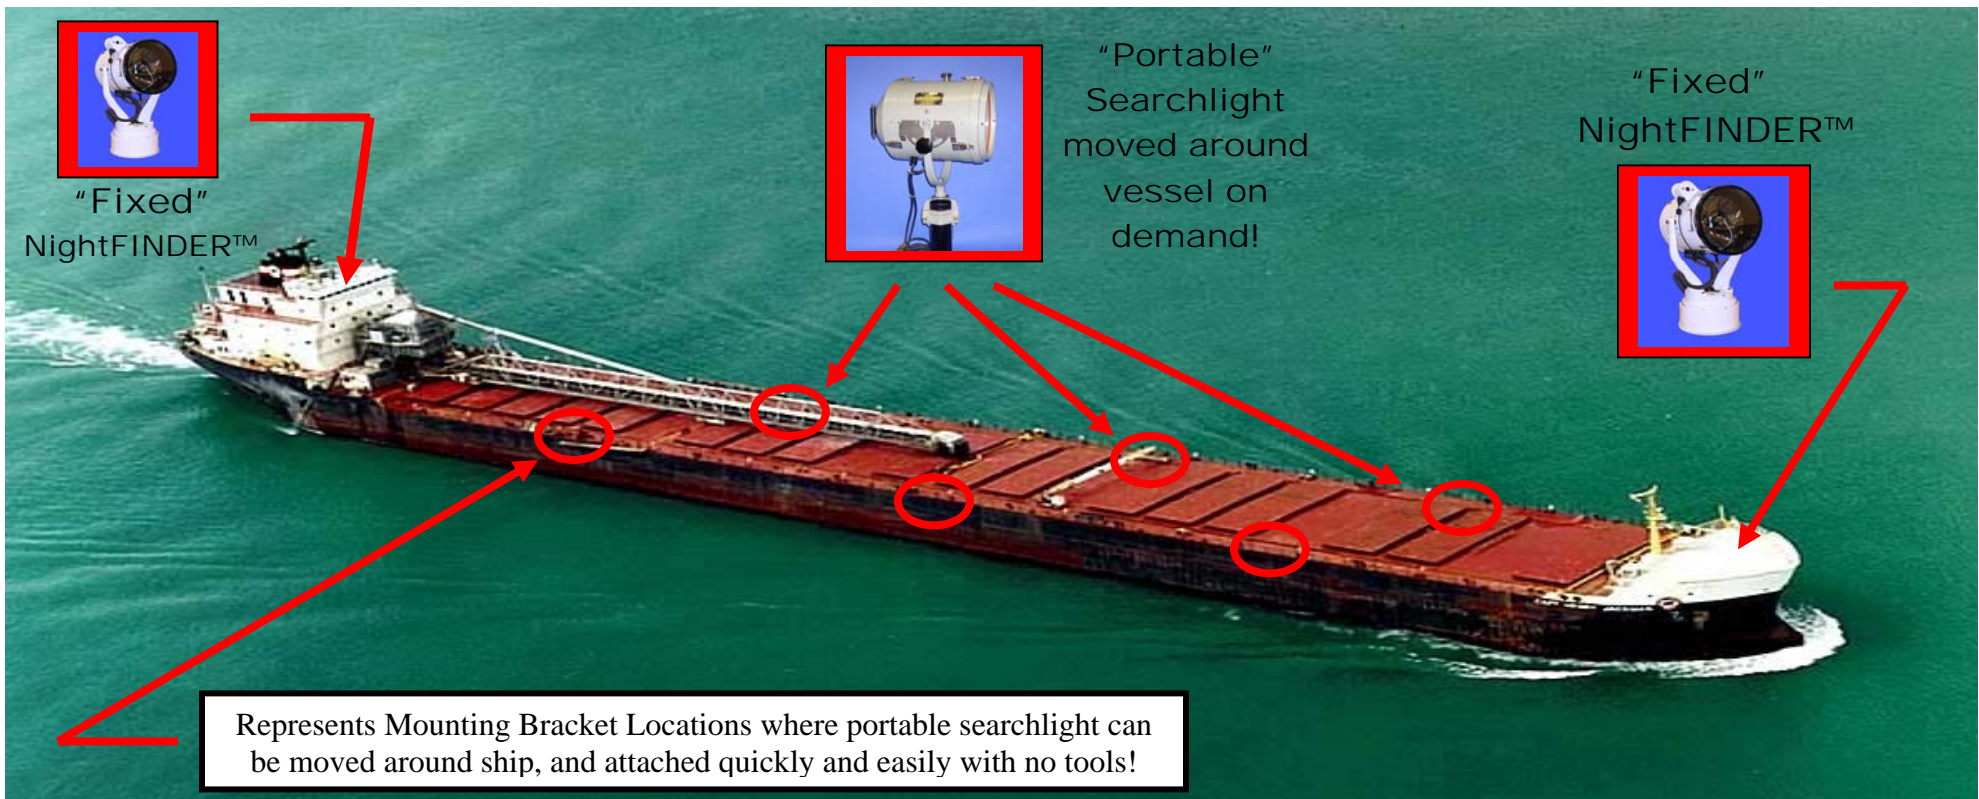 “Fixed”
NightFINDER™
“Portable”
Searchlight
moved around
vessel on
demand!
“Fixed”
NightFINDER™
Represents Mounting Bracket Locations where portable searchlight can
be moved around ship, and attached quickly and easily with no tools!